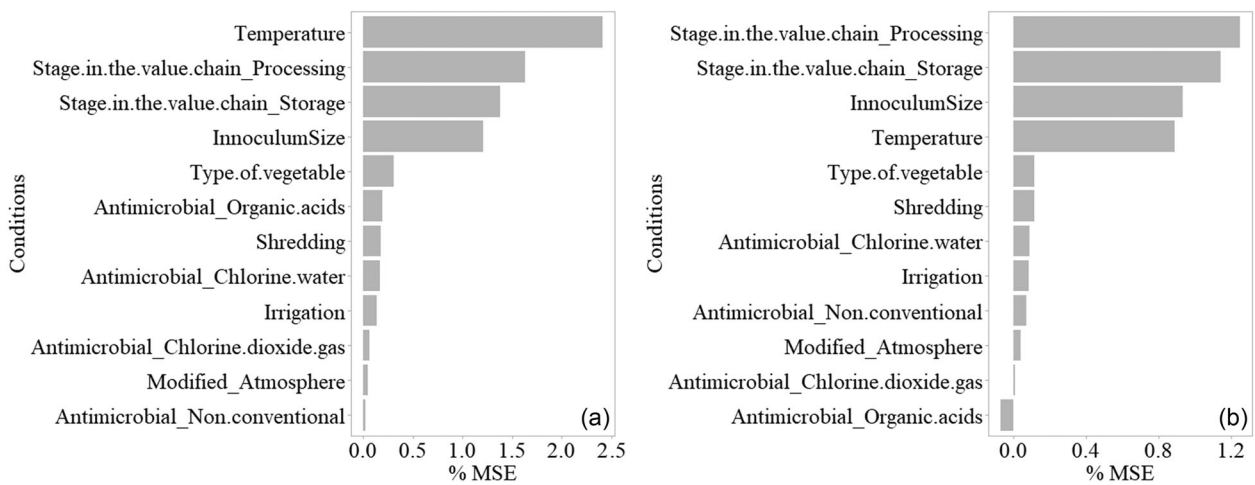 Conditions
Temperature
Stage.in.the.value.chain_Processing
Stage.in.the.value.chain_Storage
InnoculumSize
Type.of.vegetable
Antimicrobial_Organic.acids
Shredding
Antimicrobial_Chlorine.water
Irrigation
Antimicrobial_Chlorine.dioxide.gas
Modified_Atmosphere
Antimicrobial_Non.conventional
(a)
0.0 0.5 1.0 1.5 2.0 2.5
% MSE
Conditions
Stage.in.the.value.chain_Processing
Stage.in.the.value.chain_Storage
InnoculumSize
Temperature
Type.of.vegetable
Shredding
Antimicrobial_Chlorine.water
Irrigation
Antimicrobial_Non.conventional
Modified_Atmosphere
Antimicrobial_Chlorine.dioxide.gas
Antimicrobial_Organic.acids
(b)
0.0 0.4 0.8 1.2
% MSE